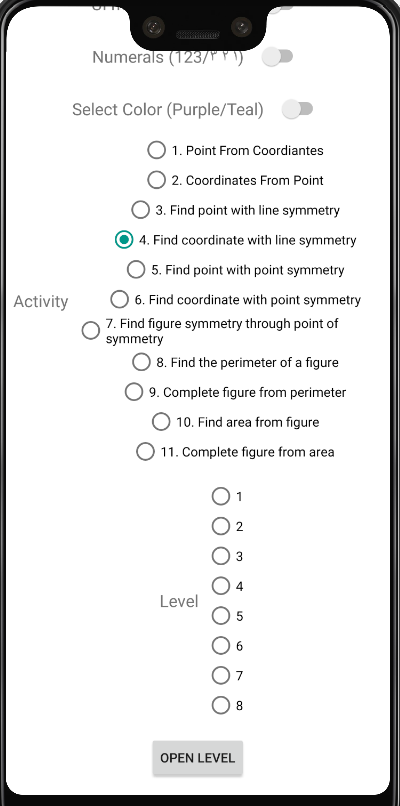 Numerals (123/۳۲۱)
Select Color (Purple/Teal)
1. Point From Coordiantes
2. Coordinates From Point
3. Find point with line symmetry
4. Find coordinate with line symmetry
5. Find point with point symmetry
Activity
6. Find coordinate with point symmetry
7. Find figure symmetry through point of
symmetry
8. Find the perimeter of a figure
9. Complete figure from perimeter
10. Find area from figure
11. Complete figure from area
1
2
3
4
Level
5
6
7
8
OPEN LEVEL